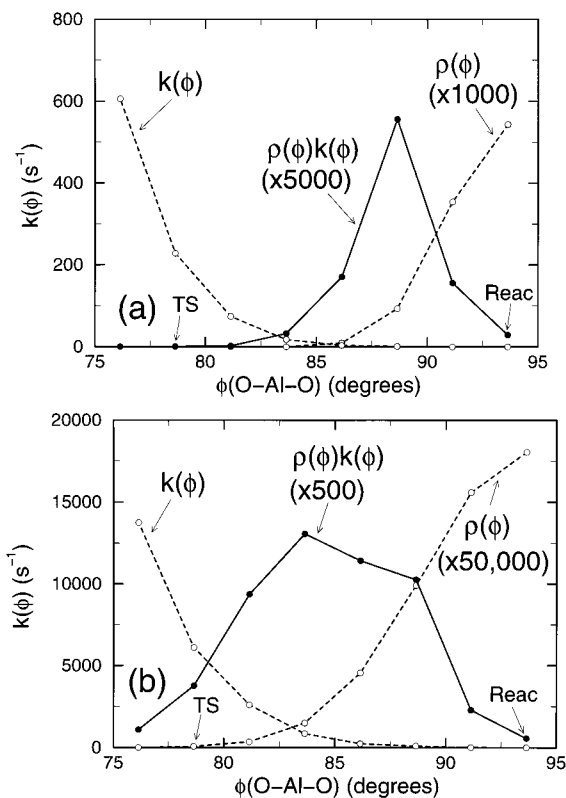 800
600
400
200
0
k(ϕ) (s⁻¹)
k(ϕ)
ρ(ϕ)
(x1000)
ρ(ϕ)k(ϕ)
(x5000)
(a)
TS
Reac
75 80 85 90 95
ϕ(O−Al−O) (degrees)
20000
15000
10000
5000
0
k(ϕ) (s⁻¹)
k(ϕ)
ρ(ϕ)k(ϕ)
(x500)
ρ(ϕ)
(x50,000)
(b)
TS
Reac
75 80 85 90 95
ϕ(O−Al−O) (degrees)